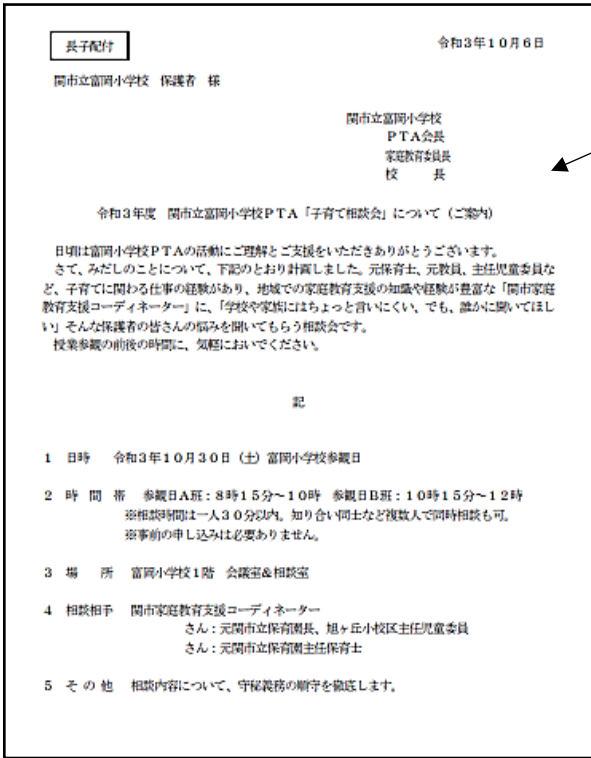 長子配付
令和3年10月6日
関市立富岡小学校 保護者 様
関市立富岡小学校
PTA会長
家庭教育委員長
校 長
令和3年度 関市立富岡小学校PTA「子育て相談会」について(ご案内)
日頃は富岡小学校PTAの活動にご理解とご支援をいただきありがとうございます。
さて、みだしのことについて、下記のとおり計画しました。元保育士、元教員、主任児童委員な
ど、子育てに関わる仕事の経験があり、地域での家庭教育支援の知識や経験が豊富な「関市家庭
教育支援コーディネーター」に、「学校や家族にはちょっと言いにくい、でも、誰かに聞いてほし
い」そんな保護者の皆さんの悩みを聞いてもらう相談会です。
授業参観の前後の時間に、気軽においでください。
記
1 日時 令和3年10月30日(土)富岡小学校参観日
2 時 間 帯 参観日A班:8時15分~10時 参観日B班:10時15分~12時
※相談時間は一人30分以内。知り合い同士など複数人で同時相談も可。
※事前の申し込みは必要ありません。
3 場 所 富岡小学校1階 会議室&相談室
4 相談相手 関市家庭教育支援コーディネーター
さん:元関市立保育園長、旭ヶ丘小校区主任児童委員
さん:元関市立保育園主任保育士
5 そ の 他 相談内容について、守秘義務の順守を徹底します。